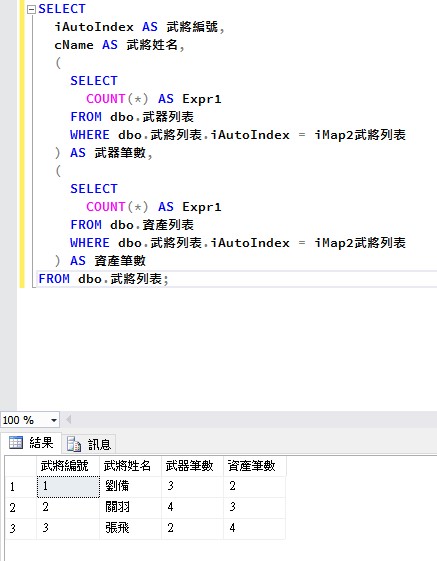 SELECT
iAutoIndex AS 武將編號,
cName AS 武將姓名,
(
SELECT
COUNT(*) AS Expr1
FROM dbo.武器列表
WHERE dbo.武將列表.iAutoIndex = iMap2武將列表
) AS 武器筆數,
(
SELECT
COUNT(*) AS Expr1
FROM dbo.資產列表
WHERE dbo.武將列表.iAutoIndex = iMap2武將列表
) AS 資產筆數
FROM dbo.武將列表;
100 %
結果 訊息
武將編號 武將姓名 武器筆數 資產筆數
1 1 劉備 3 2
2 2 關羽 4 3
3 3 張飛 2 4